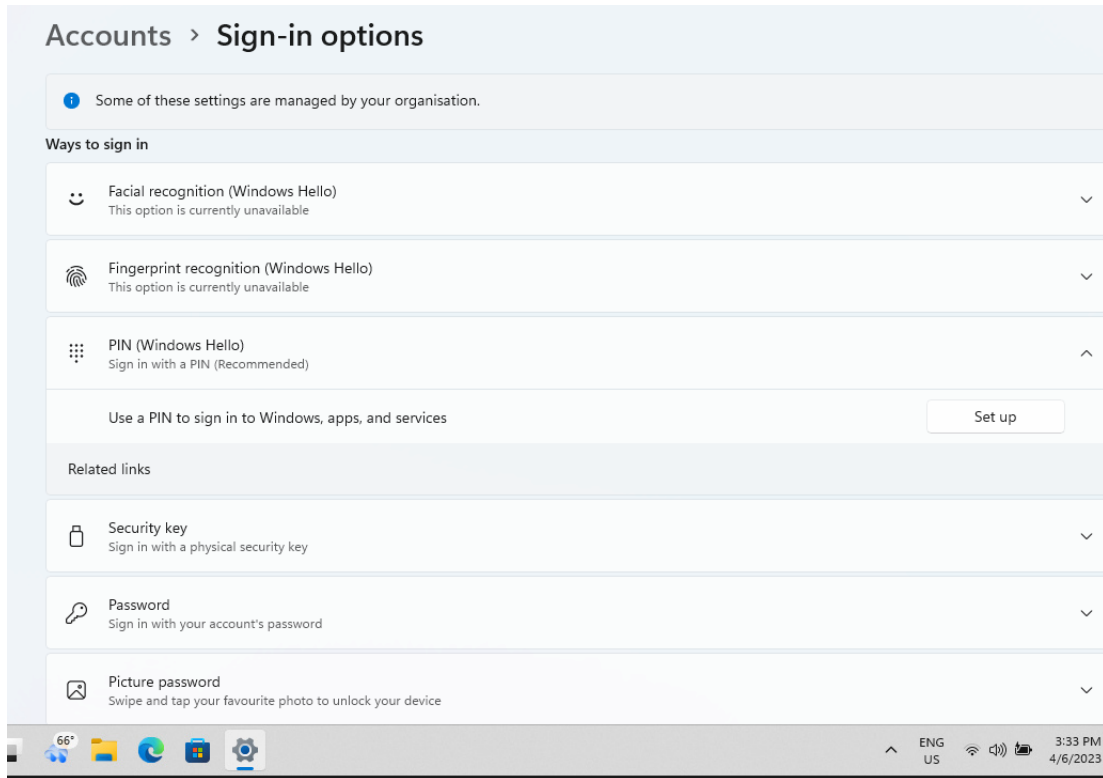 Accounts > Sign-in options
Some of these settings are managed by your organisation.
Ways to sign in
Facial recognition (Windows Hello)
This option is currently unavailable
Fingerprint recognition (Windows Hello)
This option is currently unavailable
PIN (Windows Hello)
Sign in with a PIN (Recommended)
Use a PIN to sign in to Windows, apps, and services
Set up
Related links
Security key
Sign in with a physical security key
Password
Sign in with your account's password
Picture password
Swipe and tap your favourite photo to unlock your device
66°
ENG
US
3:33 PM
4/6/2023